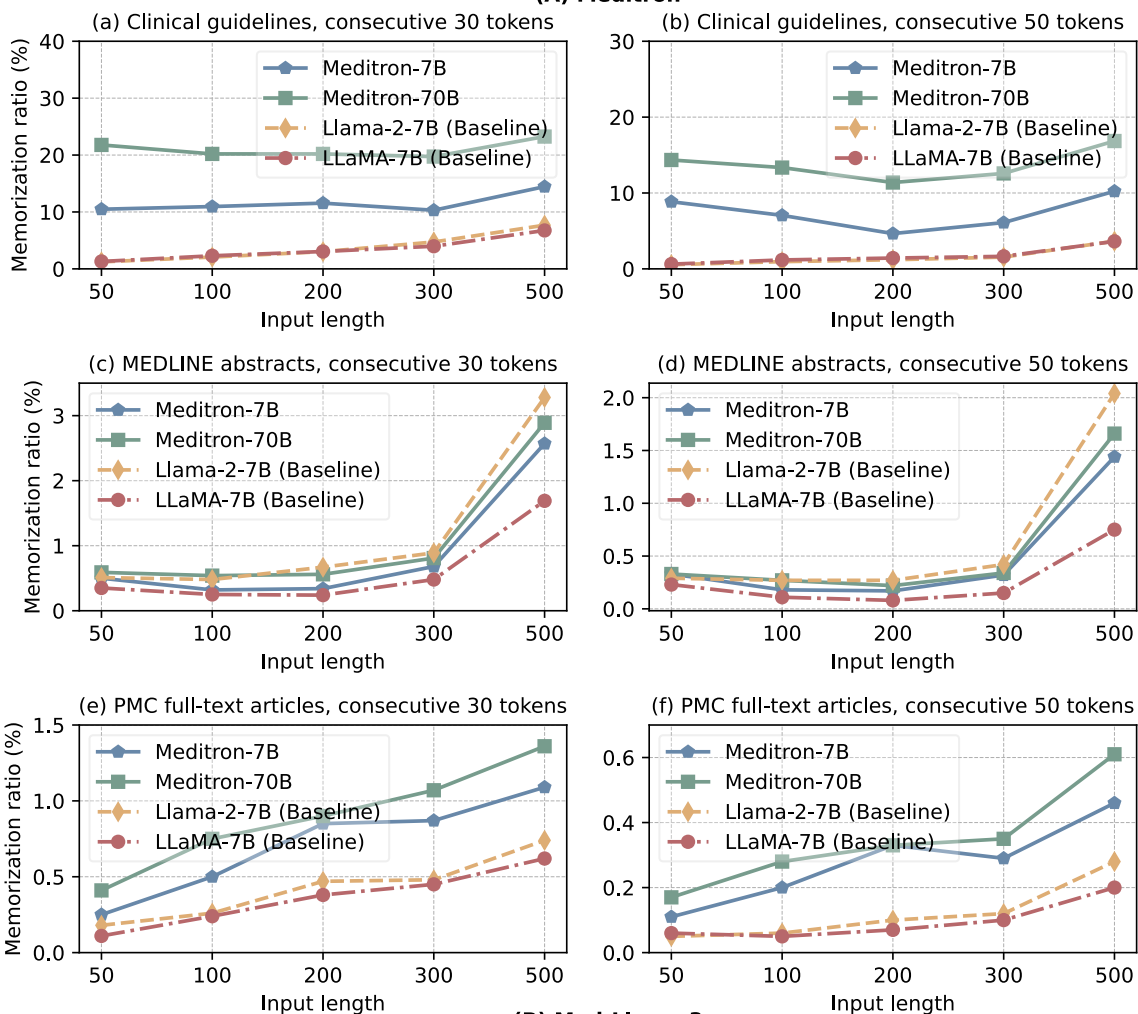 (A) Meditron
(a) Clinical guidelines, consecutive 30 tokens
Memorization ratio (%)
40
30
20
10
0
Meditron-7B
Meditron-70B
Llama-2-7B (Baseline)
LLaMA-7B (Baseline)
50 100 200 300 500
Input length
(b) Clinical guidelines, consecutive 50 tokens
30
20
10
0
Meditron-7B
Meditron-70B
Llama-2-7B (Baseline)
LLaMA-7B (Baseline)
50 100 200 300 500
Input length
(c) MEDLINE abstracts, consecutive 30 tokens
Memorization ratio (%)
3
2
1
0
Meditron-7B
Meditron-70B
Llama-2-7B (Baseline)
LLaMA-7B (Baseline)
50 100 200 300 500
Input length
(d) MEDLINE abstracts, consecutive 50 tokens
2.0
1.5
1.0
0.5
0.0
Meditron-7B
Meditron-70B
Llama-2-7B (Baseline)
LLaMA-7B (Baseline)
50 100 200 300 500
Input length
(e) PMC full-text articles, consecutive 30 tokens
Memorization ratio (%)
1.5
1.0
0.5
0.0
Meditron-7B
Meditron-70B
Llama-2-7B (Baseline)
LLaMA-7B (Baseline)
50 100 200 300 500
Input length
(f) PMC full-text articles, consecutive 50 tokens
0.6
0.4
0.2
0.0
Meditron-7B
Meditron-70B
Llama-2-7B (Baseline)
LLaMA-7B (Baseline)
50 100 200 300 500
Input length